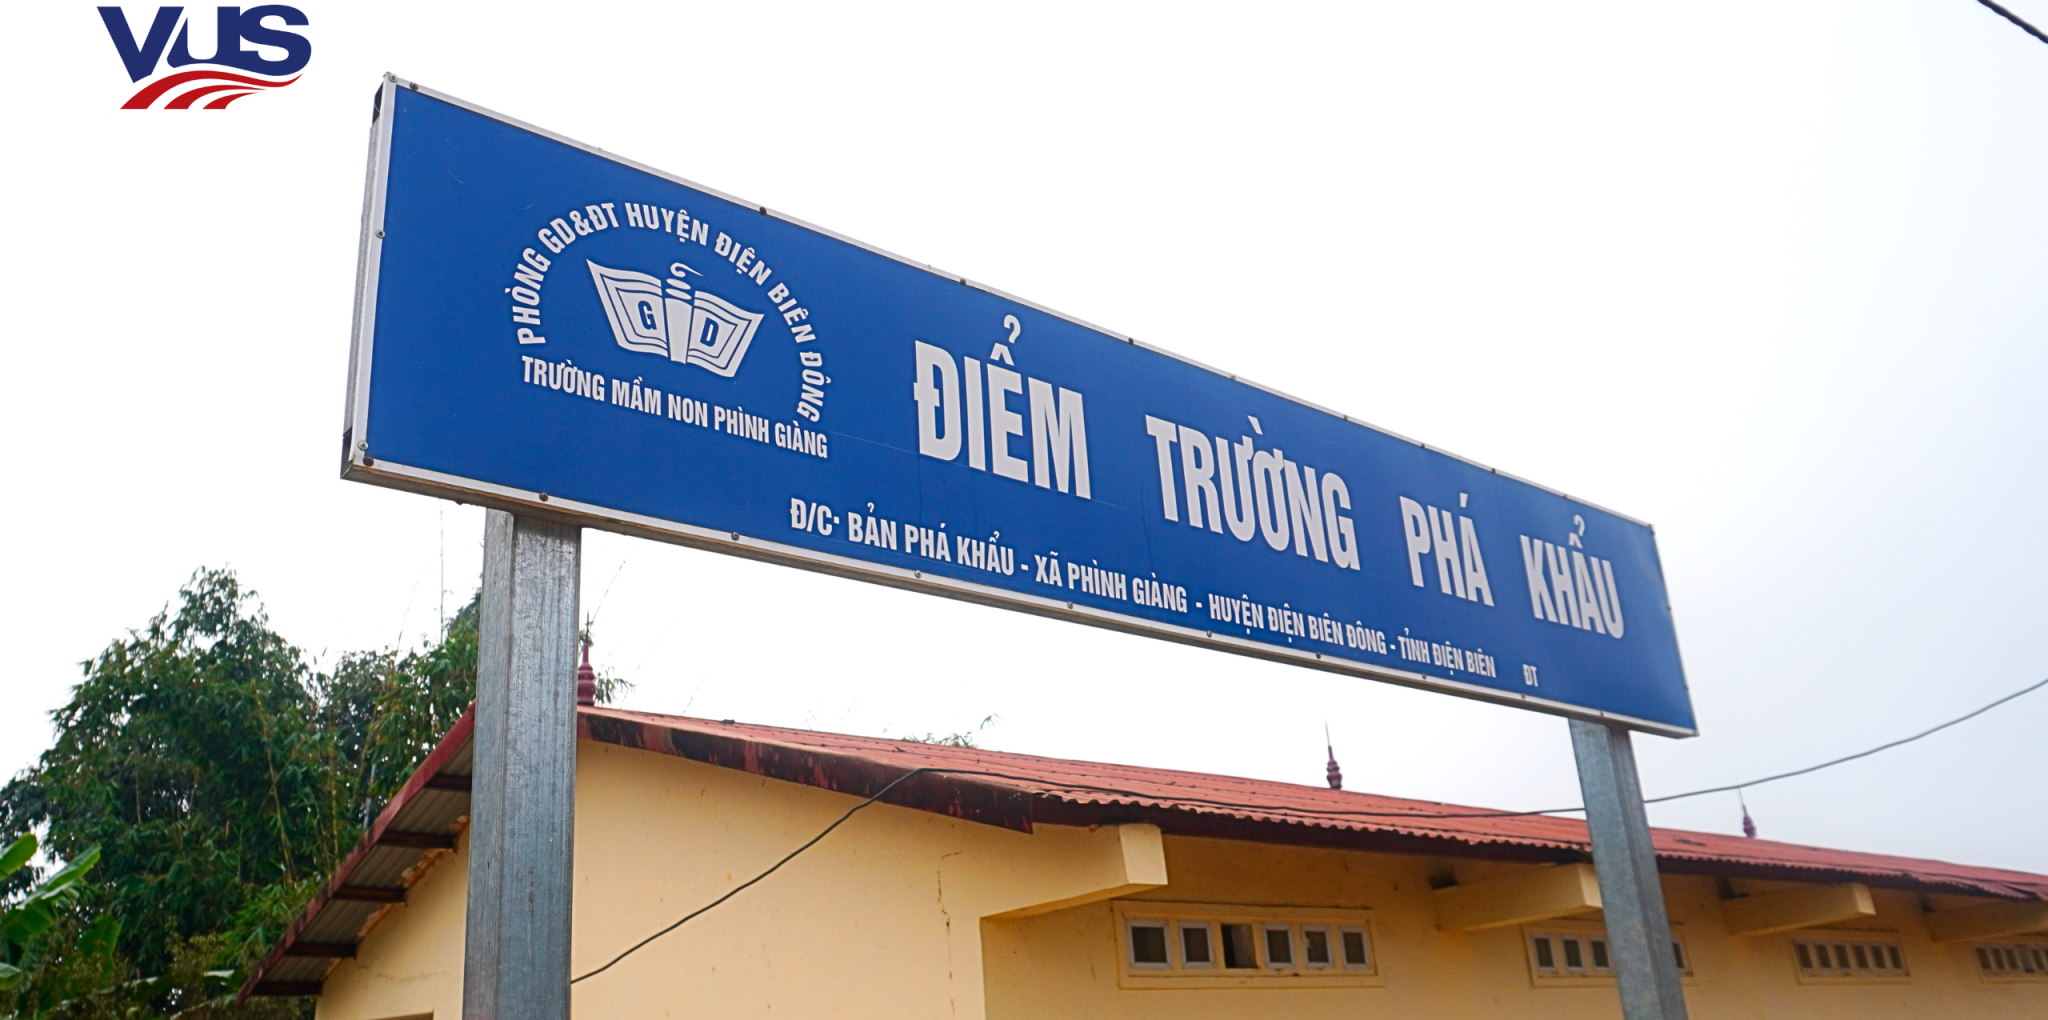 VUS
PHÒNG GD&ĐT HUYỆN ĐIỆN BIÊN ĐÔNG
G D
TRƯỜNG MẦM NON PHÌNH GIÀNG
ĐIỂM TRƯỜNG PHÁ KHẨU
Đ/C: BẢN PHÁ KHẨU - XÃ PHÌNH GIÀNG - HUYỆN ĐIỆN BIÊN ĐÔNG - TỈNH ĐIỆN BIÊN ĐT